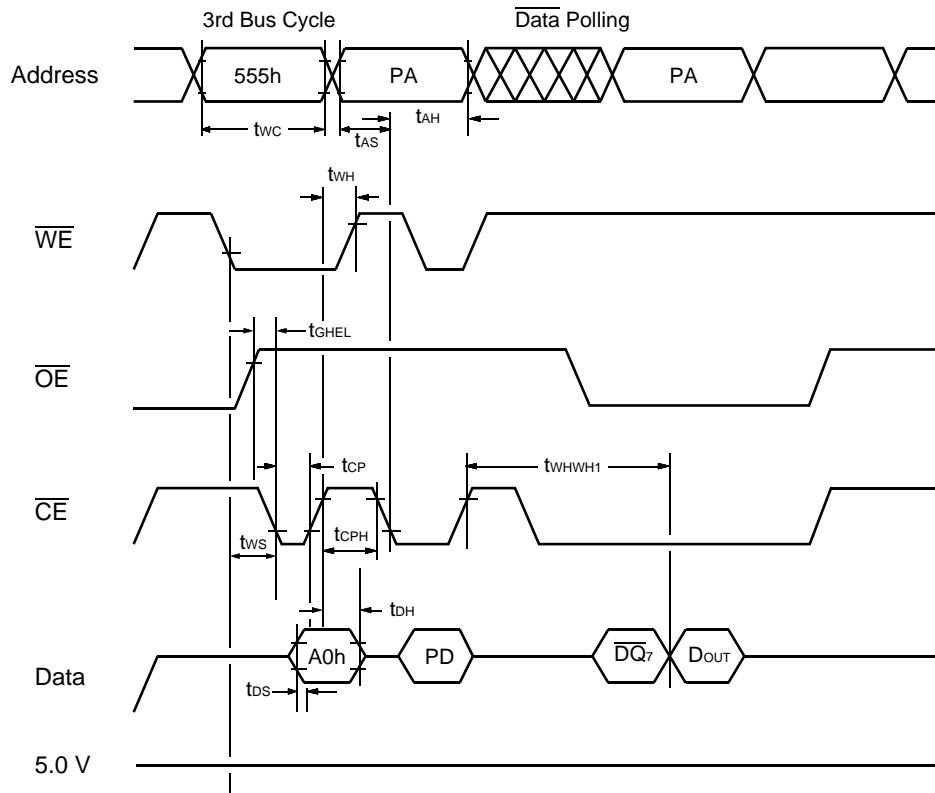 3rd Bus Cycle
Data Polling
Address
555h
PA
PA
tWC
tAS
tAH
tWH
WE
tGHEL
OE
tCP
tWHWH1
CE
tWS
tCPH
tDH
Data
A0h
PD
DQ7
DOUT
tDS
5.0 V